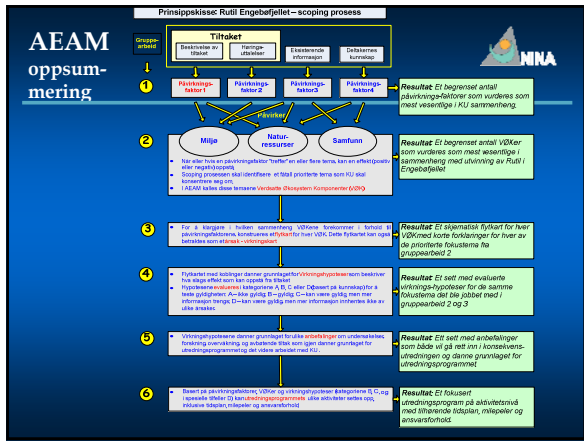 Prinsippskisse: Rutil Engebøfjellet – scoping prosess
AEAM
oppsum-
mering
Gruppe-
arbeid
Tiltaket
Beskrivelse av
tiltaket
Hørings-
uttalelser
Eksisterende
informasjon
Deltakernes
kunnskap
NINA
1
Påvirknings-
faktor1
Påvirknings-
faktor 2
Påvirknings-
faktor3
Påvirknings-
faktor4
Resultat: Et begrenset antall
påvirknings-faktorer som vurderes som
mest vesentlige i KU sammenheng.
Påvirker
2
Miljø
Natur-
ressurser
Samfunn
Når eller hvis en påvirkningsfaktor "treffer" en eller flere tema, kan en effekt (positiv
eller negativ) oppstå
Scoping prosessen skal identifisere et fåtall prioriterte tema som KU skal
konsentrere seg om.
I AEAM kalles disse temaene Verdsatte Økosystem Komponenter (VØK)
Resultat: Et begrenset antall VØKer
som vurderes som mest vesentlige i
sammenheng med utvinning av Rutil i
Engebøfjellet
3
For å klargjøre i hvilken sammenheng VØKene forekommer i forhold til
påvirkningsfaktorene, konstrueres et flytkart for hver VØK. Dette flytkartet kan også
betraktes som et årsak - virkningskart
Resultat: Et skjematisk flytkart for hver
VØK med korte forklaringer for hver av
de prioriterte fokustema fra
gruppearbeid 2
4
Flytkartet med koblinger danner grunnlaget for Virkningshypoteser som beskriver
hva slags effekt som kan oppstå fra tiltaket
Hypotesene evalueres i kategoriene A, B, C eller D (basert på kunnskap) for å
teste gyldigheten: A – ikke gyldig; B – gyldig; C – kan være gyldig men mer
informasjon trengs; D – kan være gyldig men mer informasjon innhentes ikke av
ulike årsaker.
Resultat: Et sett med evaluerte
virknings-hypoteser for de samme
fokustema det ble jobbet med i
gruppearbeid 2 og 3
5
Virkningshypotesene danner grunnlag for ulike anbefalinger om undersøkelser,
forskning, overvåkning, og avbøtende tiltak som igjen danner grunnlaget for
utredningsprogrammet og det videre arbeidet med KU.
Resultat: Et sett med anbefalinger
som både vil gå rett inn i konsekvens-
utredningen og danne grunnlaget for
utredningsprogrammet
6
Basert på påvirkningsfaktorer, VØKer og virkningshypoteser (kategoriene B, C, og
i spesielle tilfeller D) kan utredningsprogrammets ulike aktiviteter settes opp,
inklusive tidsplan, milepeler og ansvarsforhold
Resultat: Et fokusert
utredningsprogram på aktivitetsnivå
med tilhørende tidsplan, milepeler og
ansvarsforhold.